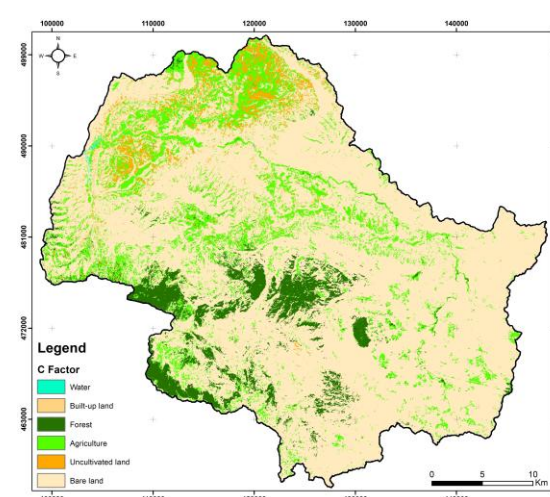 100000 110000 120000 130000 140000
N
W E
S
499000
490000
481000
472000
463000
Legend
C Factor
Water
Built-up land
Forest
Agriculture
Uncultivated land
Bare land
0 5 10
Km